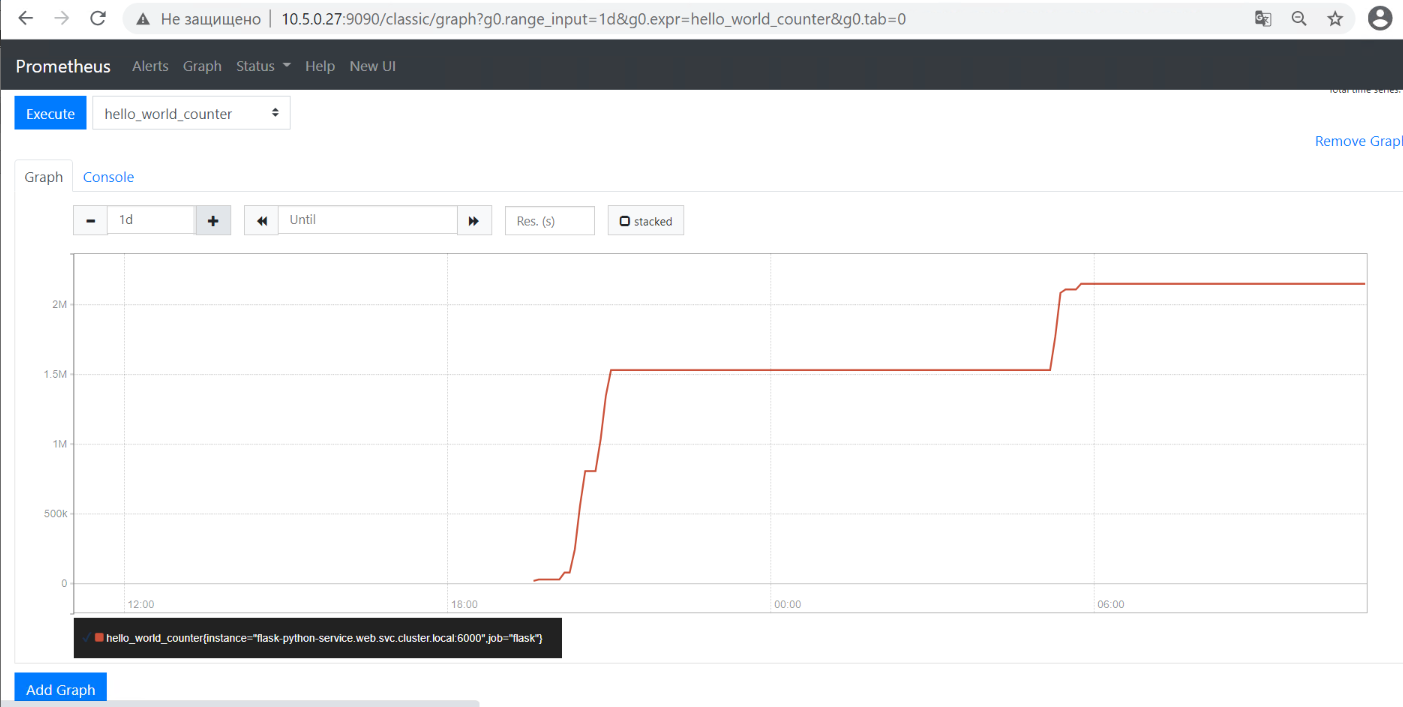 Не защищено 10.5.0.27:9090/classic/graph?g0.range_input=1d&g0.expr=hello_world_counter&g0.tab=0
Prometheus Alerts Graph Status Help New UI
Total time series:
Execute hello_world_counter
Remove Graph
Graph Console
1d Until Res. (s) stacked
2M
1.5M
1M
500k
0
12:00 18:00 00:00 06:00
hello_world_counter{instance="flask-python-service.web.svc.cluster.local:6000",job="flask"}
Add Graph